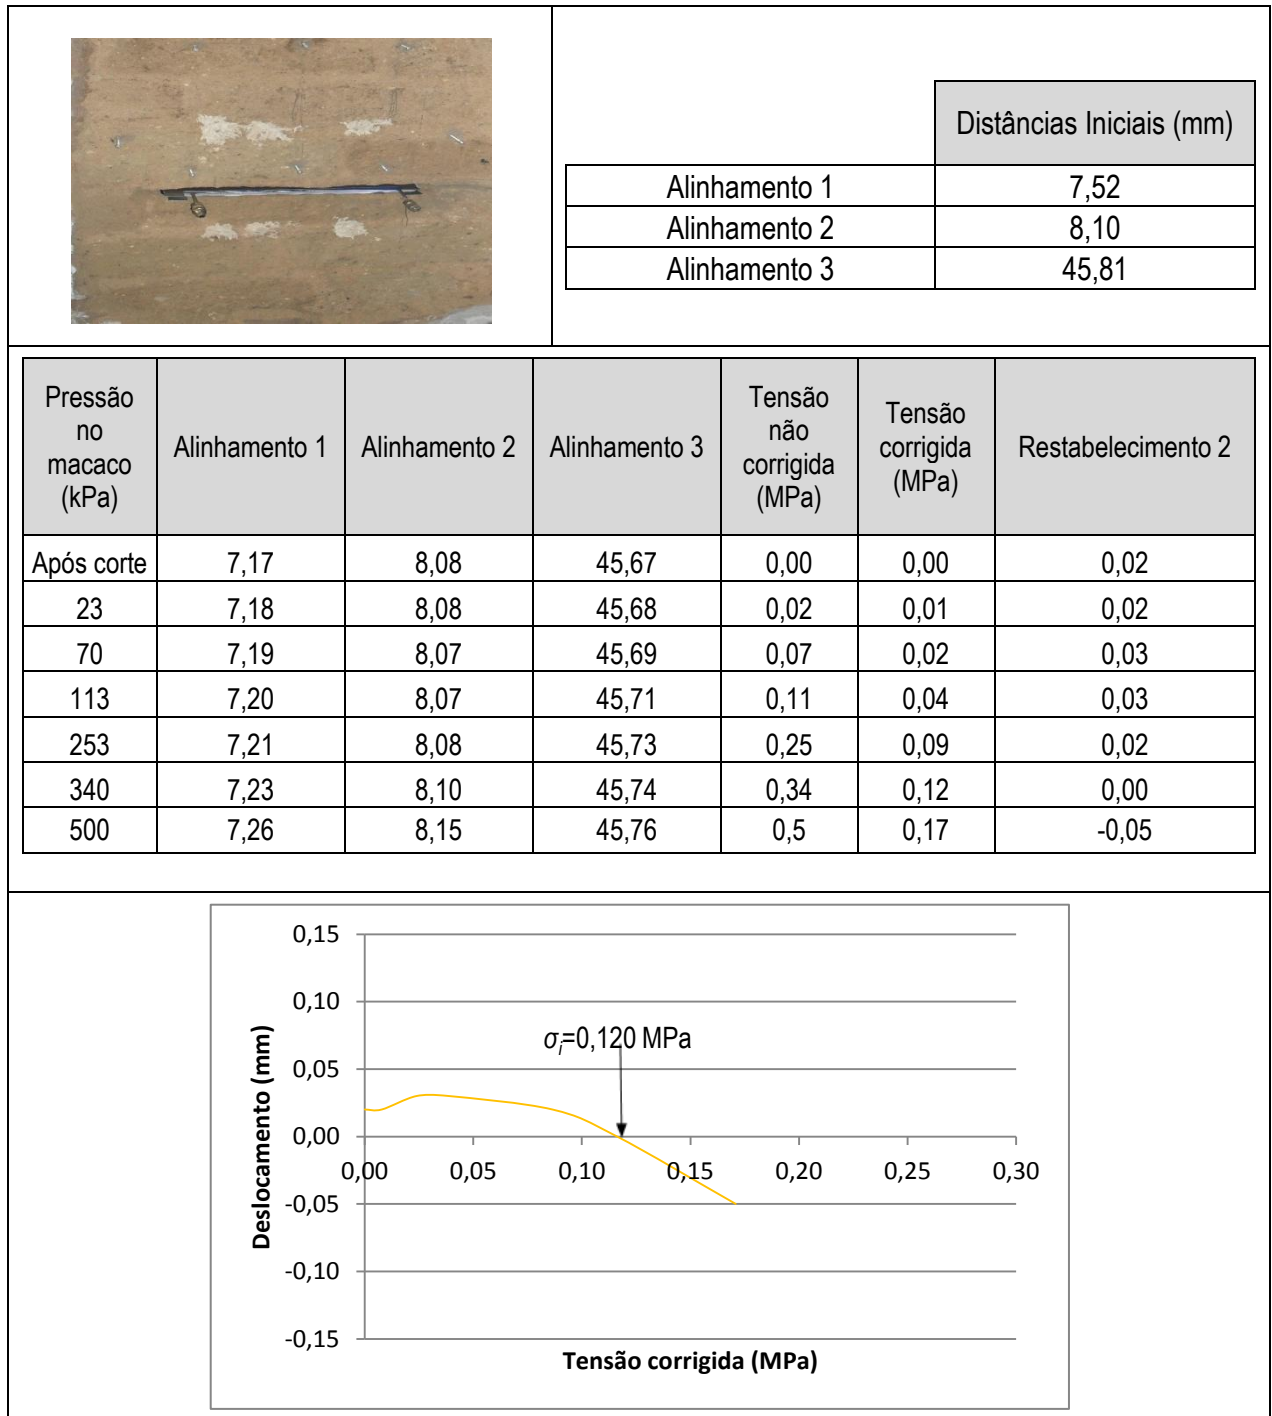 Distâncias Iniciais (mm)
Alinhamento 1 7,52
Alinhamento 2 8,10
Alinhamento 3 45,81
Pressão no macaco (kPa) Alinhamento 1 Alinhamento 2 Alinhamento 3 Tensão não corrigida (MPa) Tensão corrigida (MPa) Restabelecimento 2
Após corte 7,17 8,08 45,67 0,00 0,00 0,02
23 7,18 8,08 45,68 0,02 0,01 0,02
70 7,19 8,07 45,69 0,07 0,02 0,03
113 7,20 8,07 45,71 0,11 0,04 0,03
253 7,21 8,08 45,73 0,25 0,09 0,02
340 7,23 8,10 45,74 0,34 0,12 0,00
500 7,26 8,15 45,76 0,5 0,17 -0,05
0,15
0,10
σi=0,120 MPa
0,05
0,00
0,00 0,05 0,10 0,15 0,20 0,25 0,30
-0,05
-0,10
-0,15
Deslocamento (mm)
Tensão corrigida (MPa)